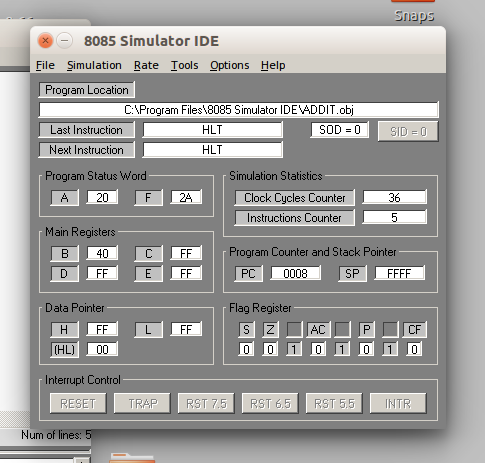 Snaps
8085 Simulator IDE
File Simulation Rate Tools Options Help
Program Location
C:\Program Files\8085 Simulator IDE\ADDIT.obj
Last Instruction HLT SOD = 0 SID = 0
Next Instruction HLT
Program Status Word
A 20 F 2A
Simulation Statistics
Clock Cycles Counter 36
Instructions Counter 5
Main Registers
B 40 C FF
D FF E FF
Program Counter and Stack Pointer
PC 0008 SP FFFF
Data Pointer
H FF L FF
(HL) 00
Flag Register
S Z AC P CF
0 0 1 0 1 0 1 0
Interrupt Control
RESET TRAP RST 7.5 RST 6.5 RST 5.5 INTR
Num of lines: 5